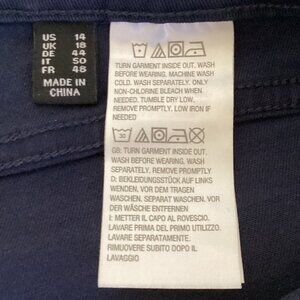 US 14
UK 18
DE 44
IT 50
FR 48
MADE IN
CHINA
TURN GARMENT INSIDE OUT. WASH
BEFORE WEARING. MACHINE WASH
COLD. WASH SEPARATELY. ONLY
NON-CHLORINE BLEACH WHEN
NEEDED. TUMBLE DRY LOW.
REMOVE PROMPTLY. LOW IRON IF
NEEDED
30
GB: TURN GARMENT INSIDE OUT.
WASH BEFORE WEARING. WASH
SEPARATELY. REMOVE PROMPTLY
D: BEKLEIDUNGSSTÜCK AUF LINKS
WENDEN. VOR DEM TRAGEN
WASCHEN. SEPARAT WASCHEN. VOR
DER WÄSCHE ENTFERNEN
I: METTER IL CAPO AL ROVESCIO.
LAVARE PRIMA DEL PRIMO UTILIZZO.
LAVARE SEPARATAMENTE.
RIMUOVERE SUBITO DOPO IL
LAVAGGIO